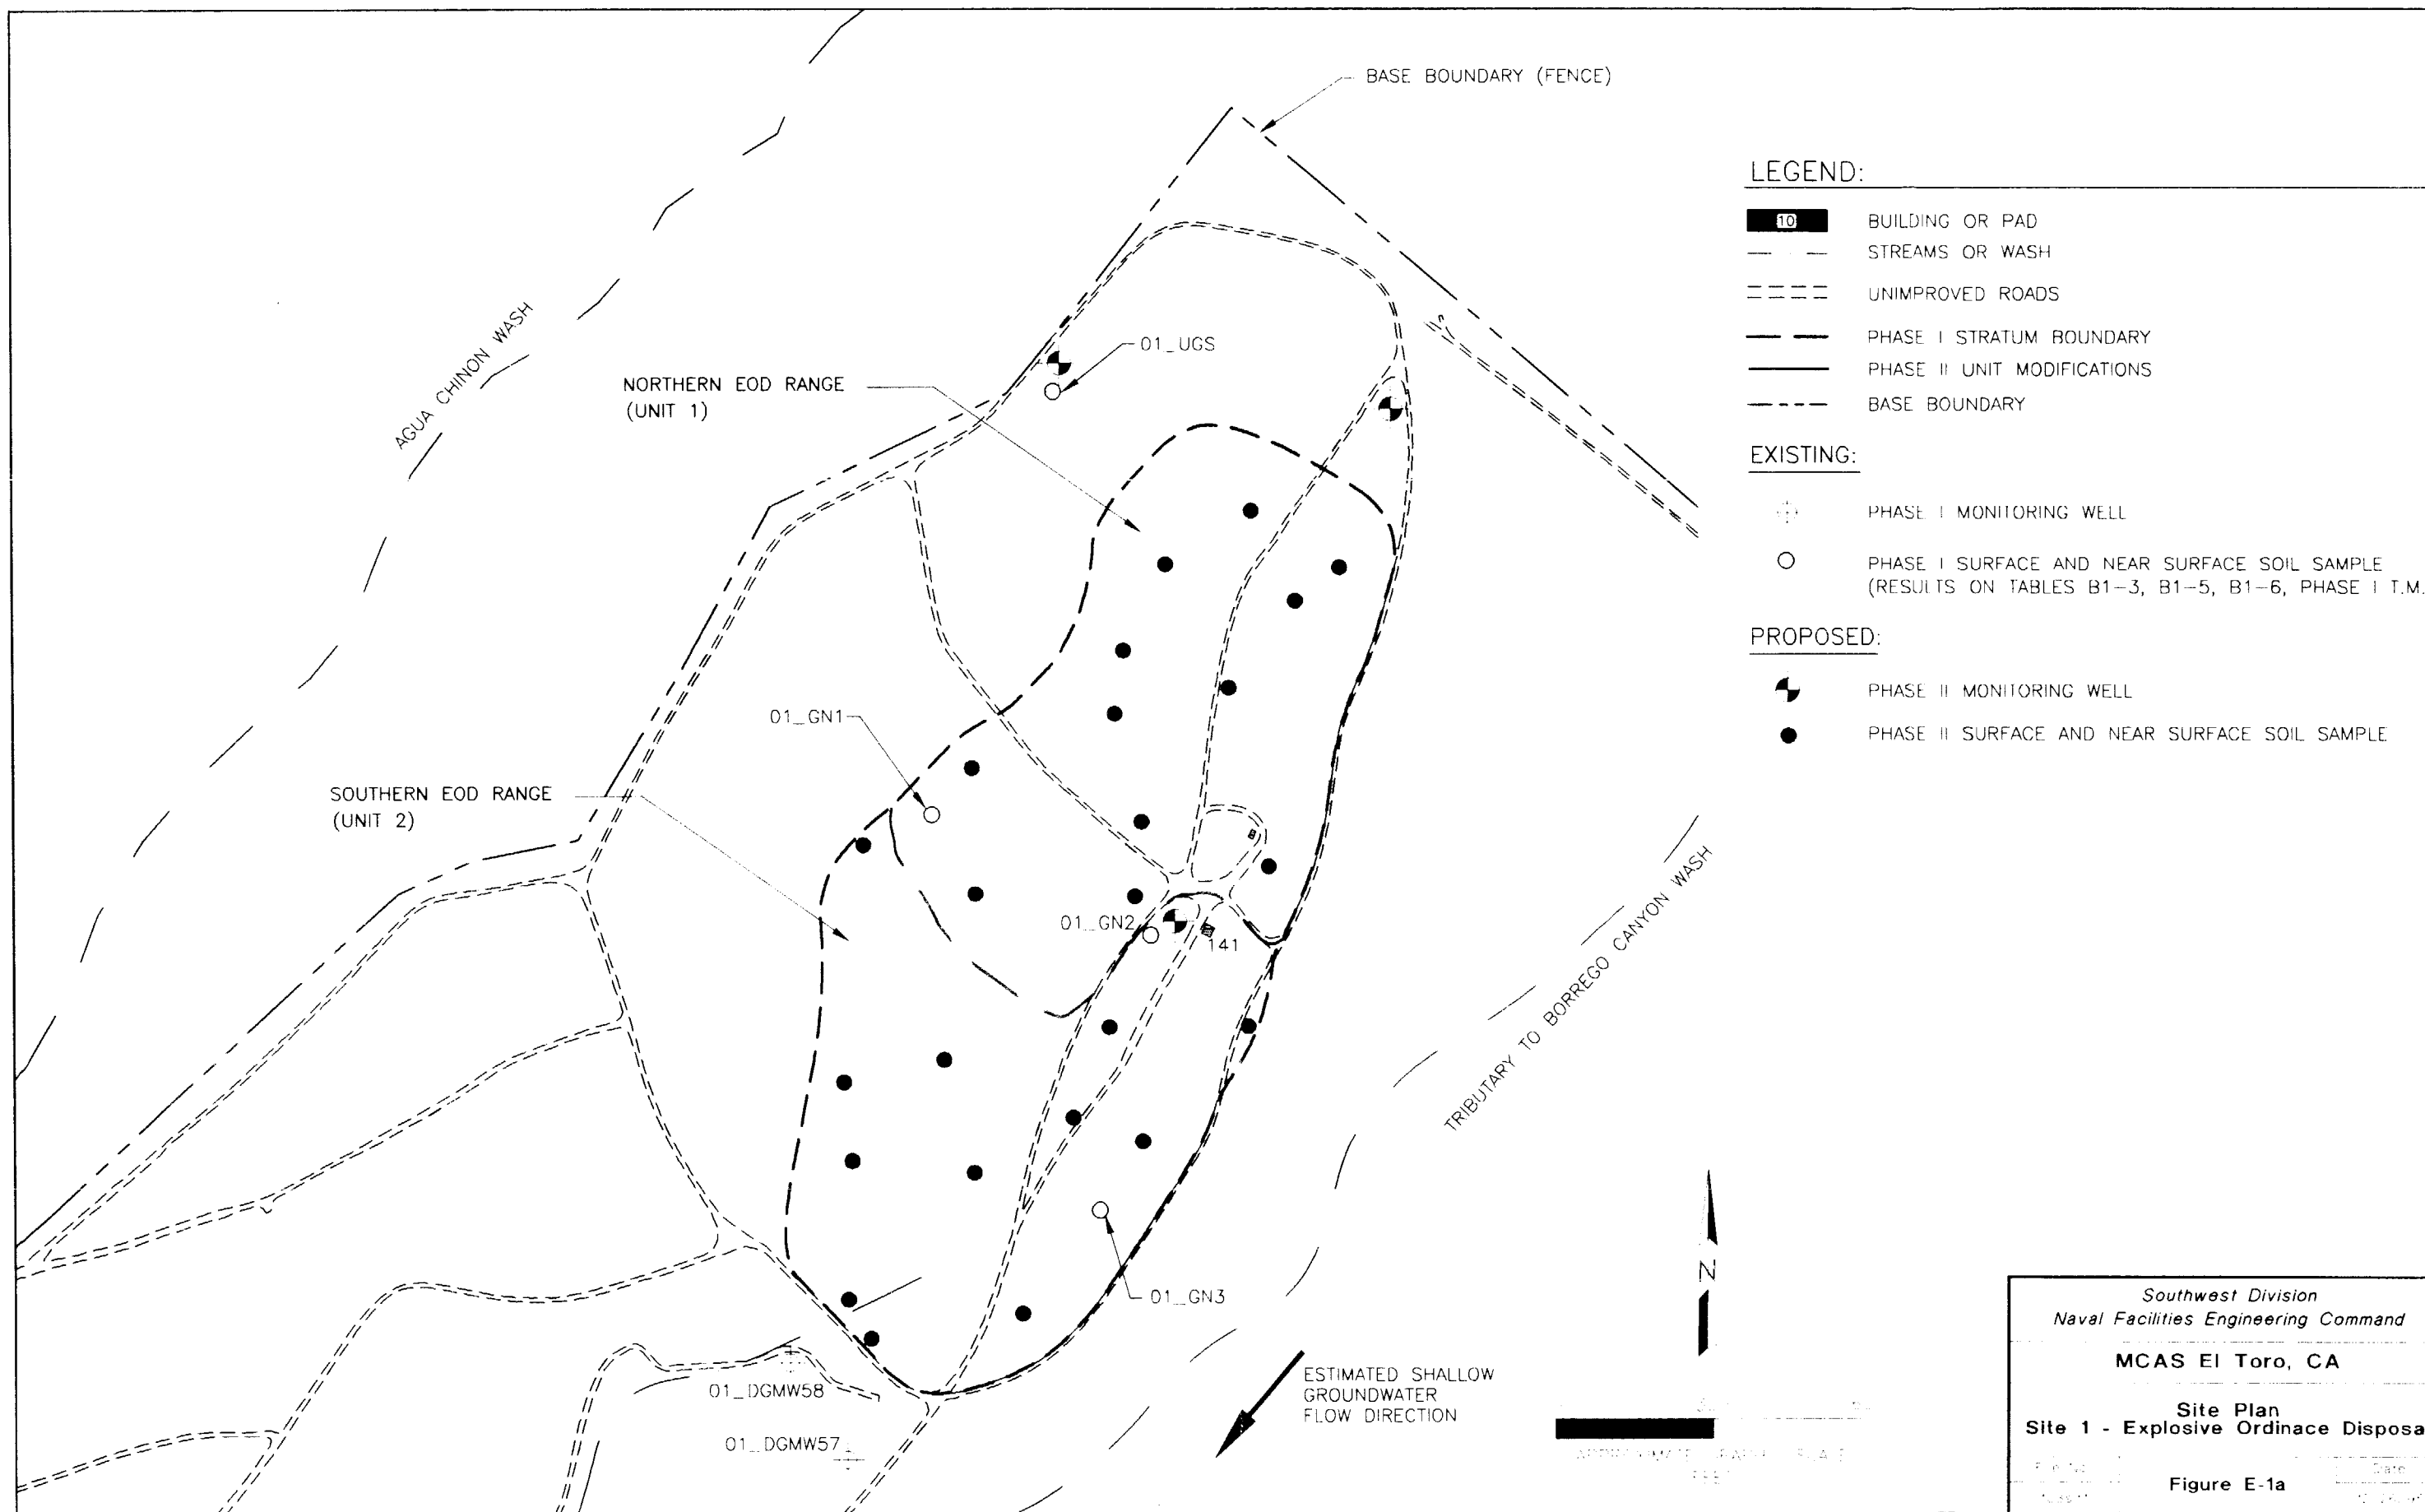 BASE BOUNDARY (FENCE)
AGUA CHINON WASH
01_UGS
NORTHERN EOD RANGE
(UNIT 1)
01_GN1
SOUTHERN EOD RANGE
(UNIT 2)
01_GN2
141
TRIBUTARY TO BORREGO CANYON WASH
01_GN3
01_DGMW58
01_DGMW57
ESTIMATED SHALLOW
GROUNDWATER
FLOW DIRECTION
N
LEGEND:
10
BUILDING OR PAD
STREAMS OR WASH
UNIMPROVED ROADS
PHASE I STRATUM BOUNDARY
PHASE II UNIT MODIFICATIONS
BASE BOUNDARY
EXISTING:
PHASE I MONITORING WELL
PHASE I SURFACE AND NEAR SURFACE SOIL SAMPLE
(RESULTS ON TABLES B1-3, B1-5, B1-6, PHASE I T.M.
PROPOSED:
PHASE II MONITORING WELL
PHASE II SURFACE AND NEAR SURFACE SOIL SAMPLE
Southwest Division
Naval Facilities Engineering Command
MCAS El Toro, CA
Site Plan
Site 1 - Explosive Ordinace Disposa
Date
Figure E-1a